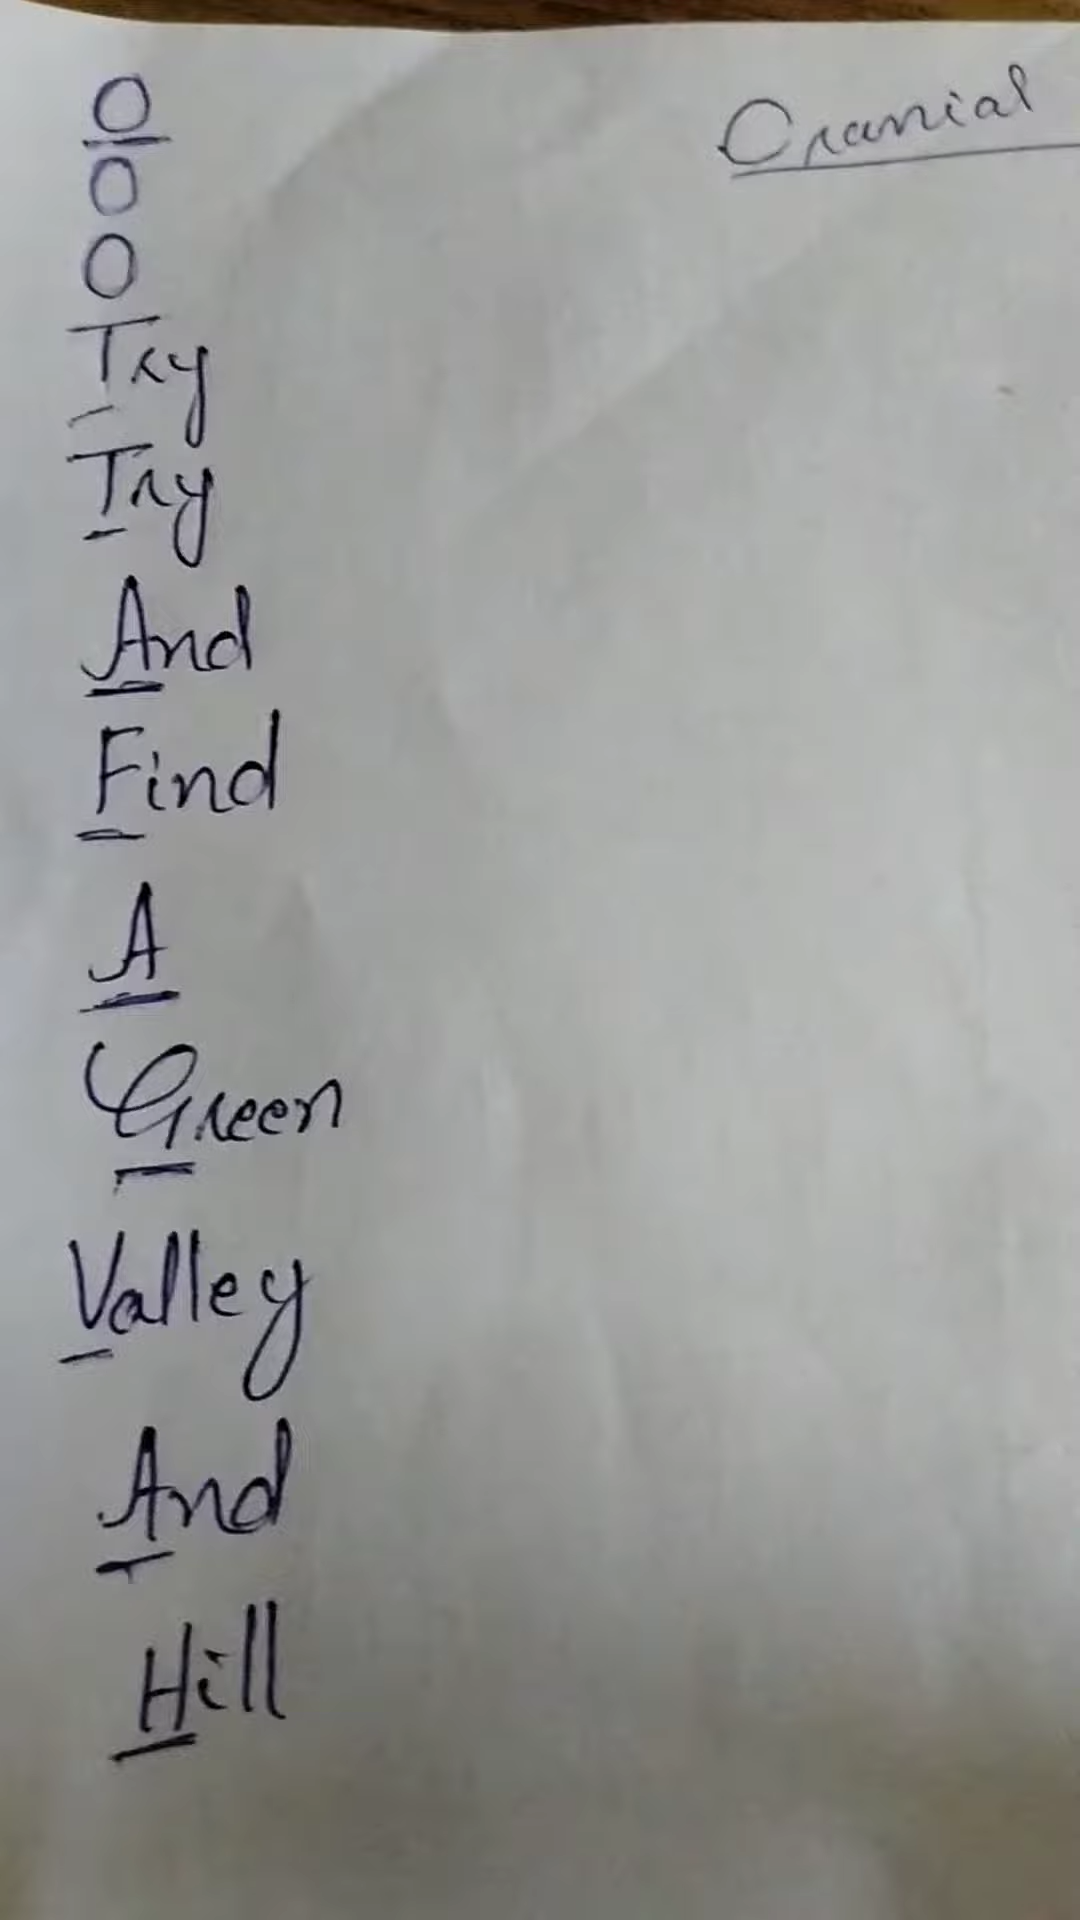 Cranial
O
O
O
Try
Try
And
Find
A
Green
Valley
And
Hill